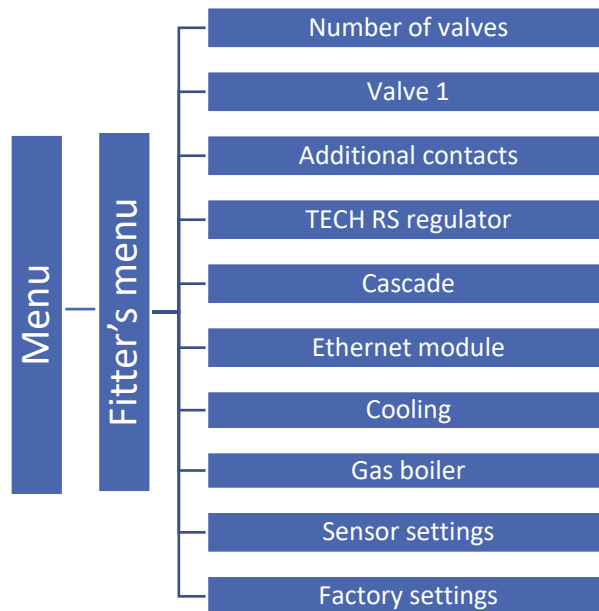 Menu
Fitter’s menu
Number of valves
Valve 1
Additional contacts
TECH RS regulator
Cascade
Ethernet module
Cooling
Gas boiler
Sensor settings
Factory settings